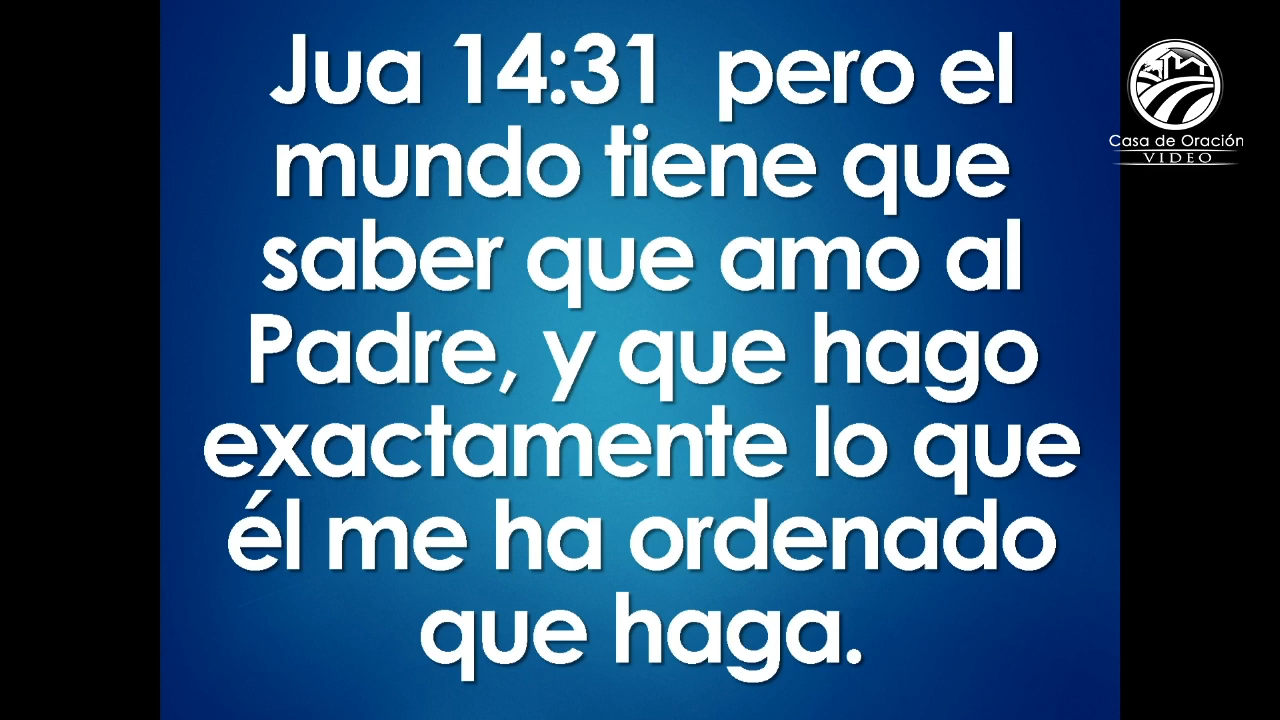 Jua 14:31  pero el
mundo tiene que
saber que amo al
Padre, y que hago
exactamente lo que
él me ha ordenado
que haga.
Casa de Oración
VIDEO